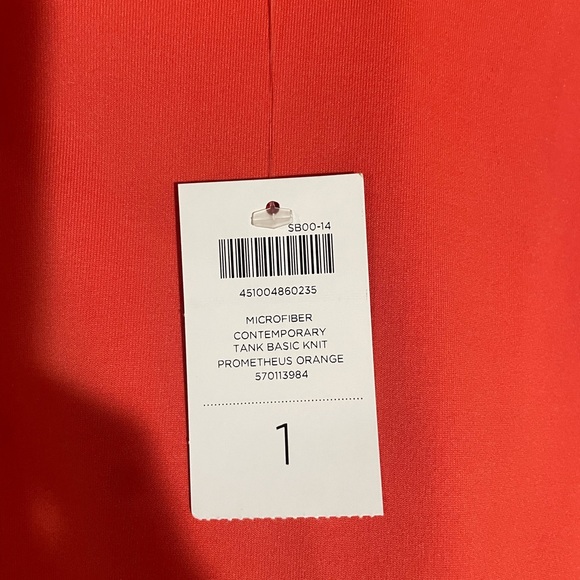 SB00-14
451004860235
MICROFIBER
CONTEMPORARY
TANK BASIC KNIT
PROMETHEUS ORANGE
570113984
1